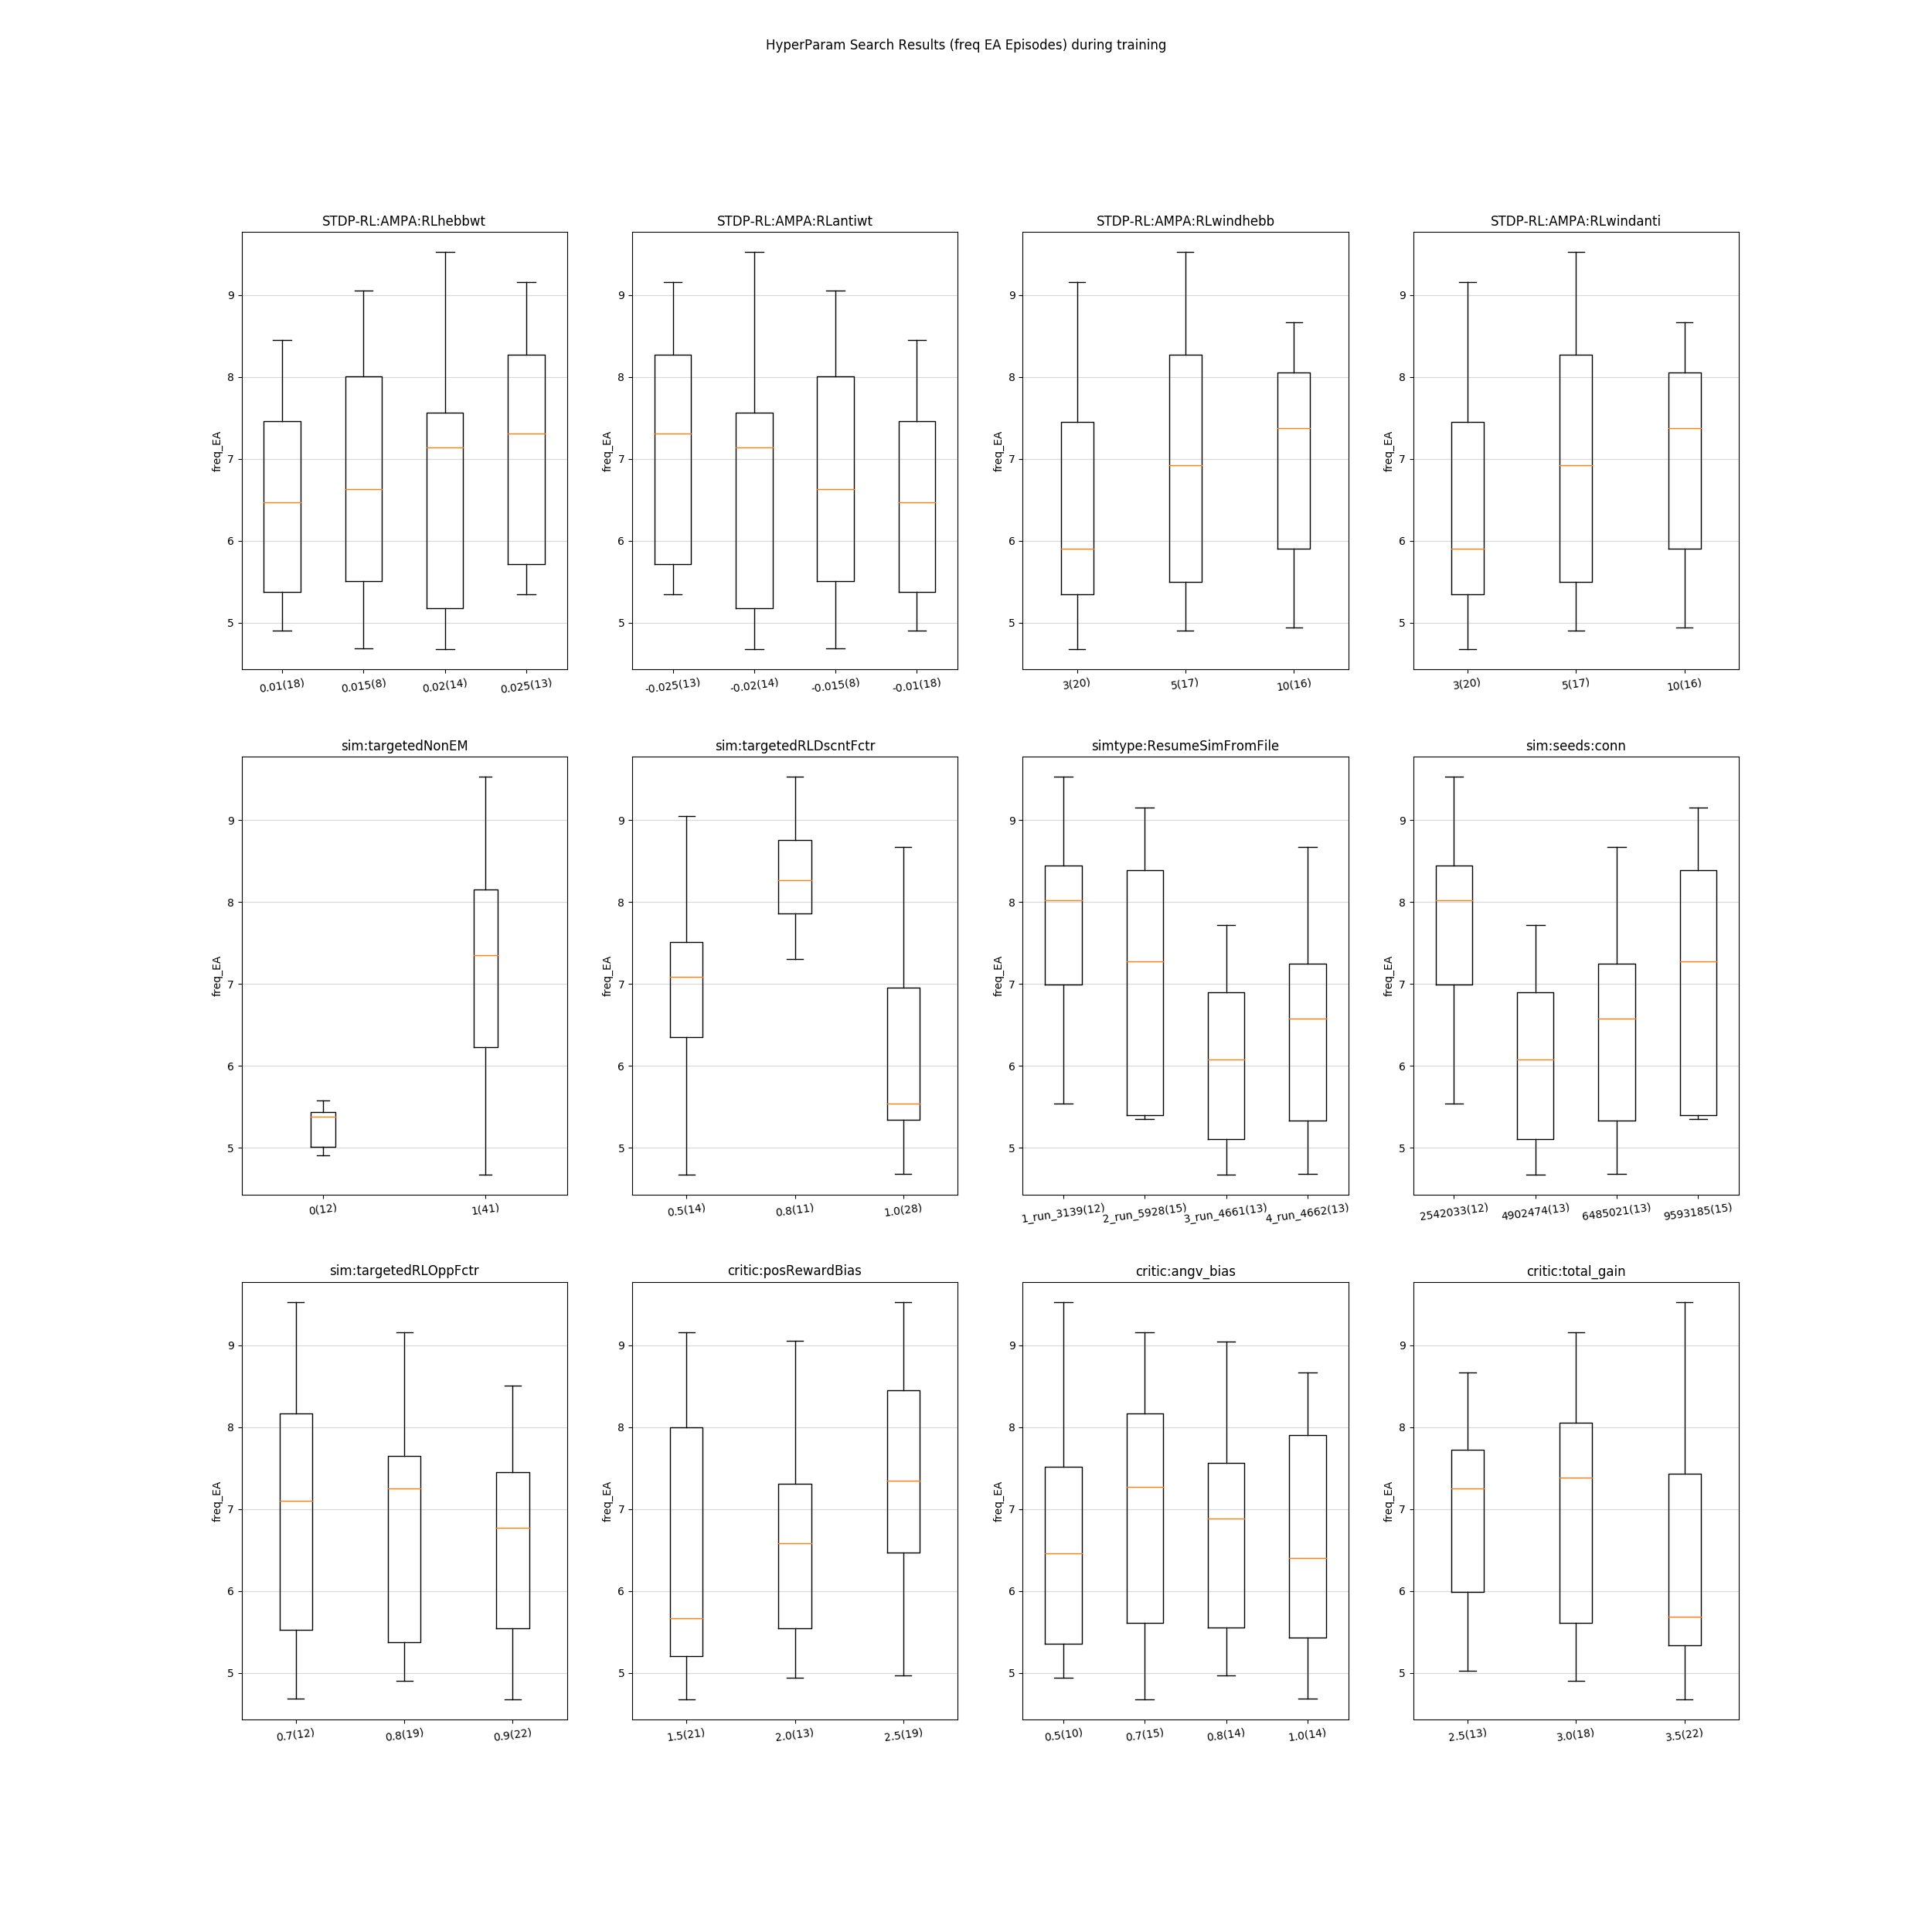 HyperParam Search Results (freq EA Episodes) during training
STDP-RL:AMPA:RLhebbwt
freq_EA
9
8
7
6
5
0.01(18) 0.015(8) 0.02(14) 0.025(13)
STDP-RL:AMPA:RLantiwt
freq_EA
9
8
7
6
5
-0.025(13) -0.02(14) -0.015(8) -0.01(18)
STDP-RL:AMPA:RLwindhebb
freq_EA
9
8
7
6
5
3(20) 5(17) 10(16)
STDP-RL:AMPA:RLwindanti
freq_EA
9
8
7
6
5
3(20) 5(17) 10(16)
sim:targetedNonEM
freq_EA
9
8
7
6
5
0(12) 1(41)
sim:targetedRLDscntFctr
freq_EA
9
8
7
6
5
0.5(14) 0.8(11) 1.0(28)
simtype:ResumeSimFromFile
freq_EA
9
8
7
6
5
1_run_3139(12) 2_run_5928(15) 3_run_4661(13) 4_run_4662(13)
sim:seeds:conn
freq_EA
9
8
7
6
5
2542033(12) 4902474(13) 6485021(13) 9593185(15)
sim:targetedRLOppFctr
freq_EA
9
8
7
6
5
0.7(12) 0.8(19) 0.9(22)
critic:posRewardBias
freq_EA
9
8
7
6
5
1.5(21) 2.0(13) 2.5(19)
critic:angv_bias
freq_EA
9
8
7
6
5
0.5(10) 0.7(15) 0.8(14) 1.0(14)
critic:total_gain
freq_EA
9
8
7
6
5
2.5(13) 3.0(18) 3.5(22)